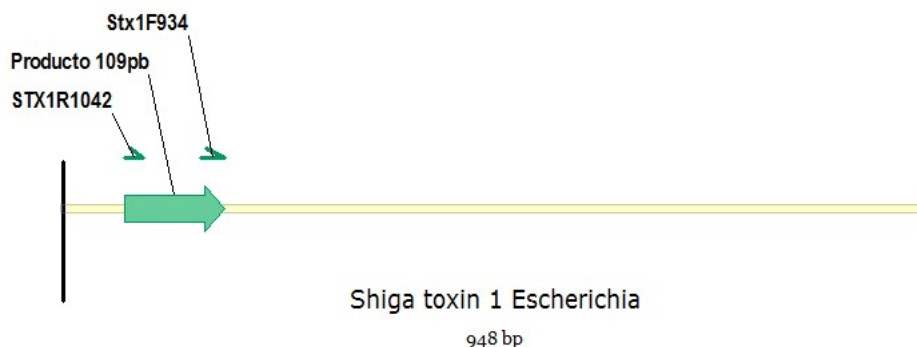 Stx1F934
Producto 109pb
STX1R1042
Shiga toxin 1 Escherichia
948 bp